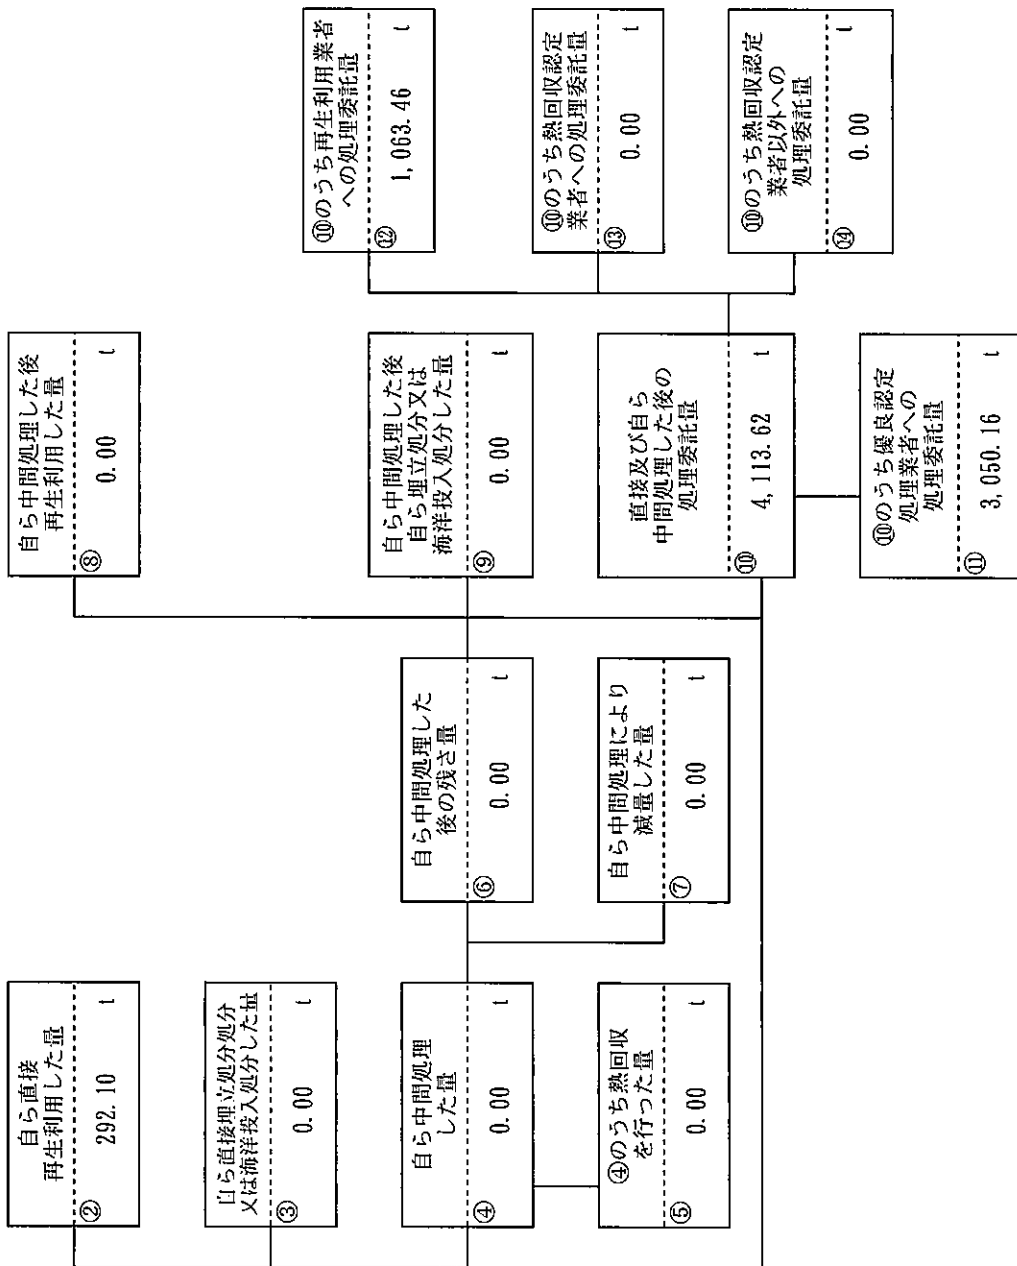 自ら直接
再生利用した量
② 292.10 t
自ら直接埋立処分処分
又は海洋投入処分した量
③ 0.00 t
自ら中間処理
した量
④ 0.00 t
④のうち熱回収
を行った量
⑤ 0.00 t
自ら中間処理した
後の残さ量
⑥ 0.00 t
自ら中間処理により
減量した量
⑦ 0.00 t
自ら中間処理した後
再生利用した量
⑧ 0.00 t
自ら中間処理した後
自ら埋立処分又は
海洋投入処分した量
⑨ 0.00 t
直接及び自ら
中間処理した後の
処理委託量
⑩ 4,113.62 t
⑩のうち優良認定
処理業者への
処理委託量
⑪ 3,050.16 t
⑩のうち再生利用業者
への処理委託量
⑫ 1,063.46 t
⑩のうち熱回収認定
業者への処理委託量
⑬ 0.00 t
⑩のうち熱回収認定
業者以外への
処理委託量
⑭ 0.00 t